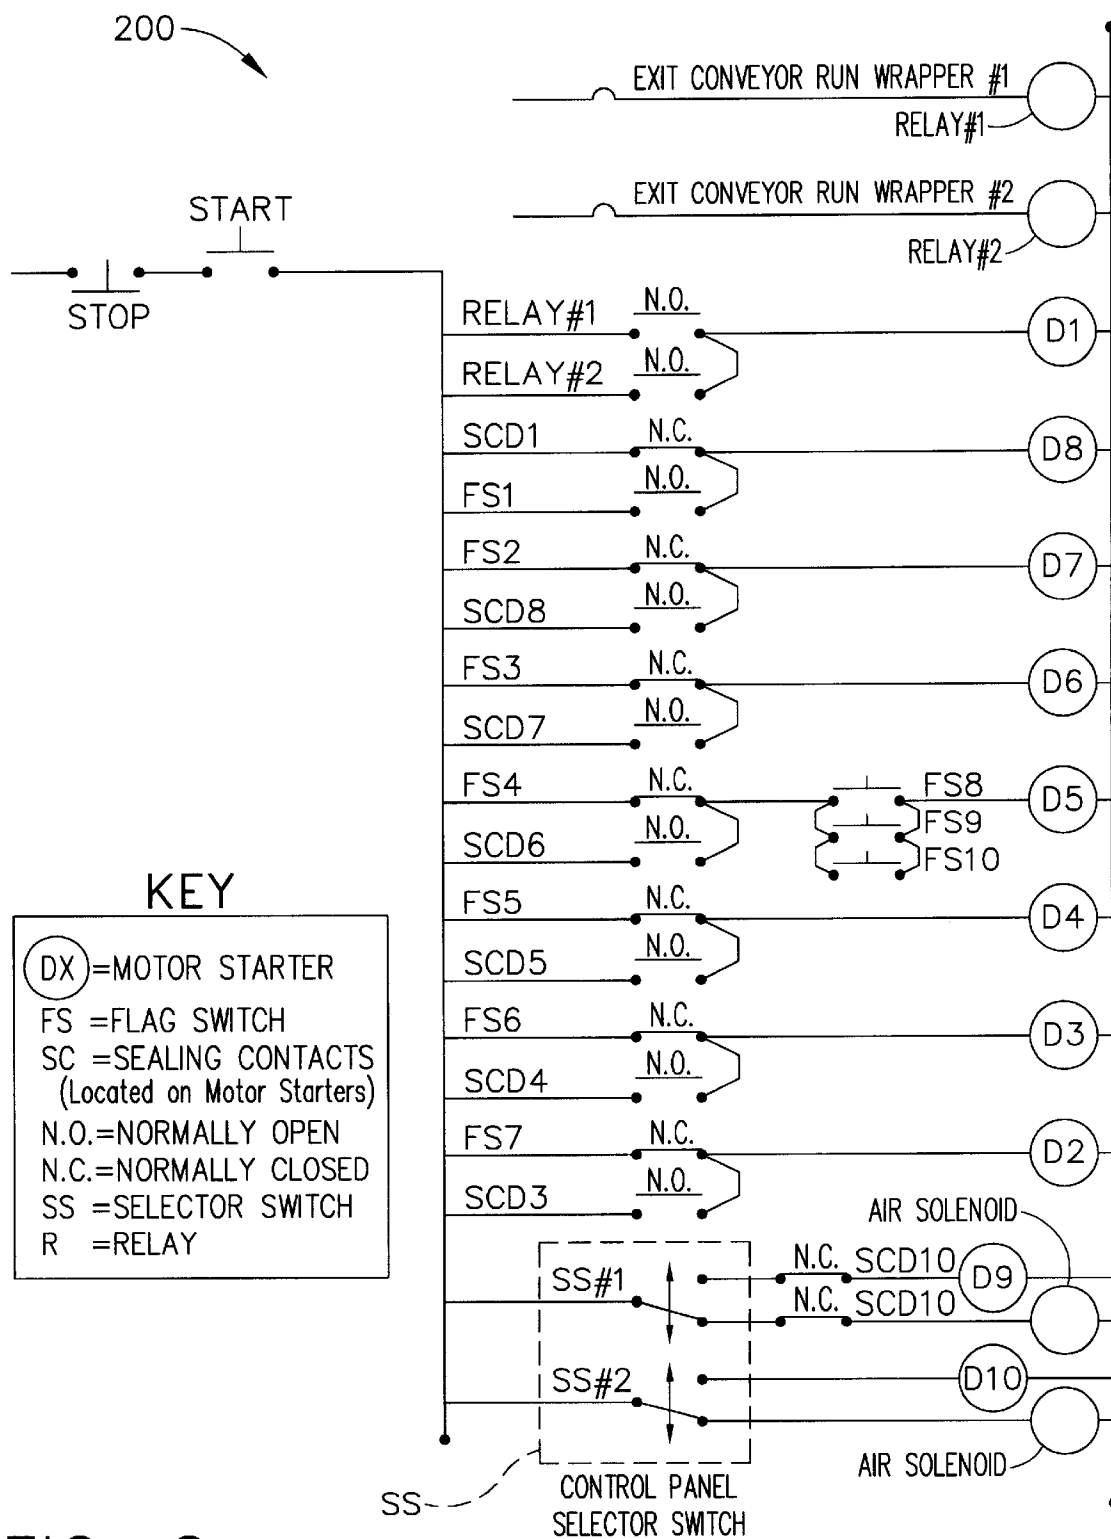 200
EXIT CONVEYOR RUN WRAPPER #1
RELAY#1
EXIT CONVEYOR RUN WRAPPER #2
RELAY#2
START
STOP
RELAY#1 N.O. D1
RELAY#2 N.O.
SCD1 N.C. D8
FS1 N.O.
FS2 N.C. D7
SCD8 N.O.
FS3 N.C. D6
SCD7 N.O.
FS4 N.C. FS8 D5
FS9
SCD6 N.O. FS10
FS5 N.C. D4
SCD5 N.O.
FS6 N.C. D3
SCD4 N.O.
FS7 N.C. D2
SCD3 N.O.
KEY
DX =MOTOR STARTER
FS =FLAG SWITCH
SC =SEALING CONTACTS
(Located on Motor Starters)
N.O.=NORMALLY OPEN
N.C.=NORMALLY CLOSED
SS =SELECTOR SWITCH
R =RELAY
AIR SOLENOID
SS#1 N.C. SCD10 D9
N.C. SCD10
SS#2 D10
AIR SOLENOID
SS
CONTROL PANEL
SELECTOR SWITCH